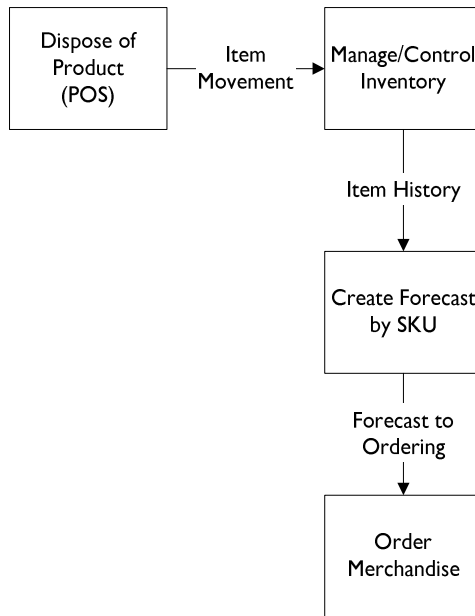 Dispose of
Product
(POS)
Item
Movement
Manage/Control
Inventory
Item History
Create Forecast
by SKU
Forecast to
Ordering
Order
Merchandise